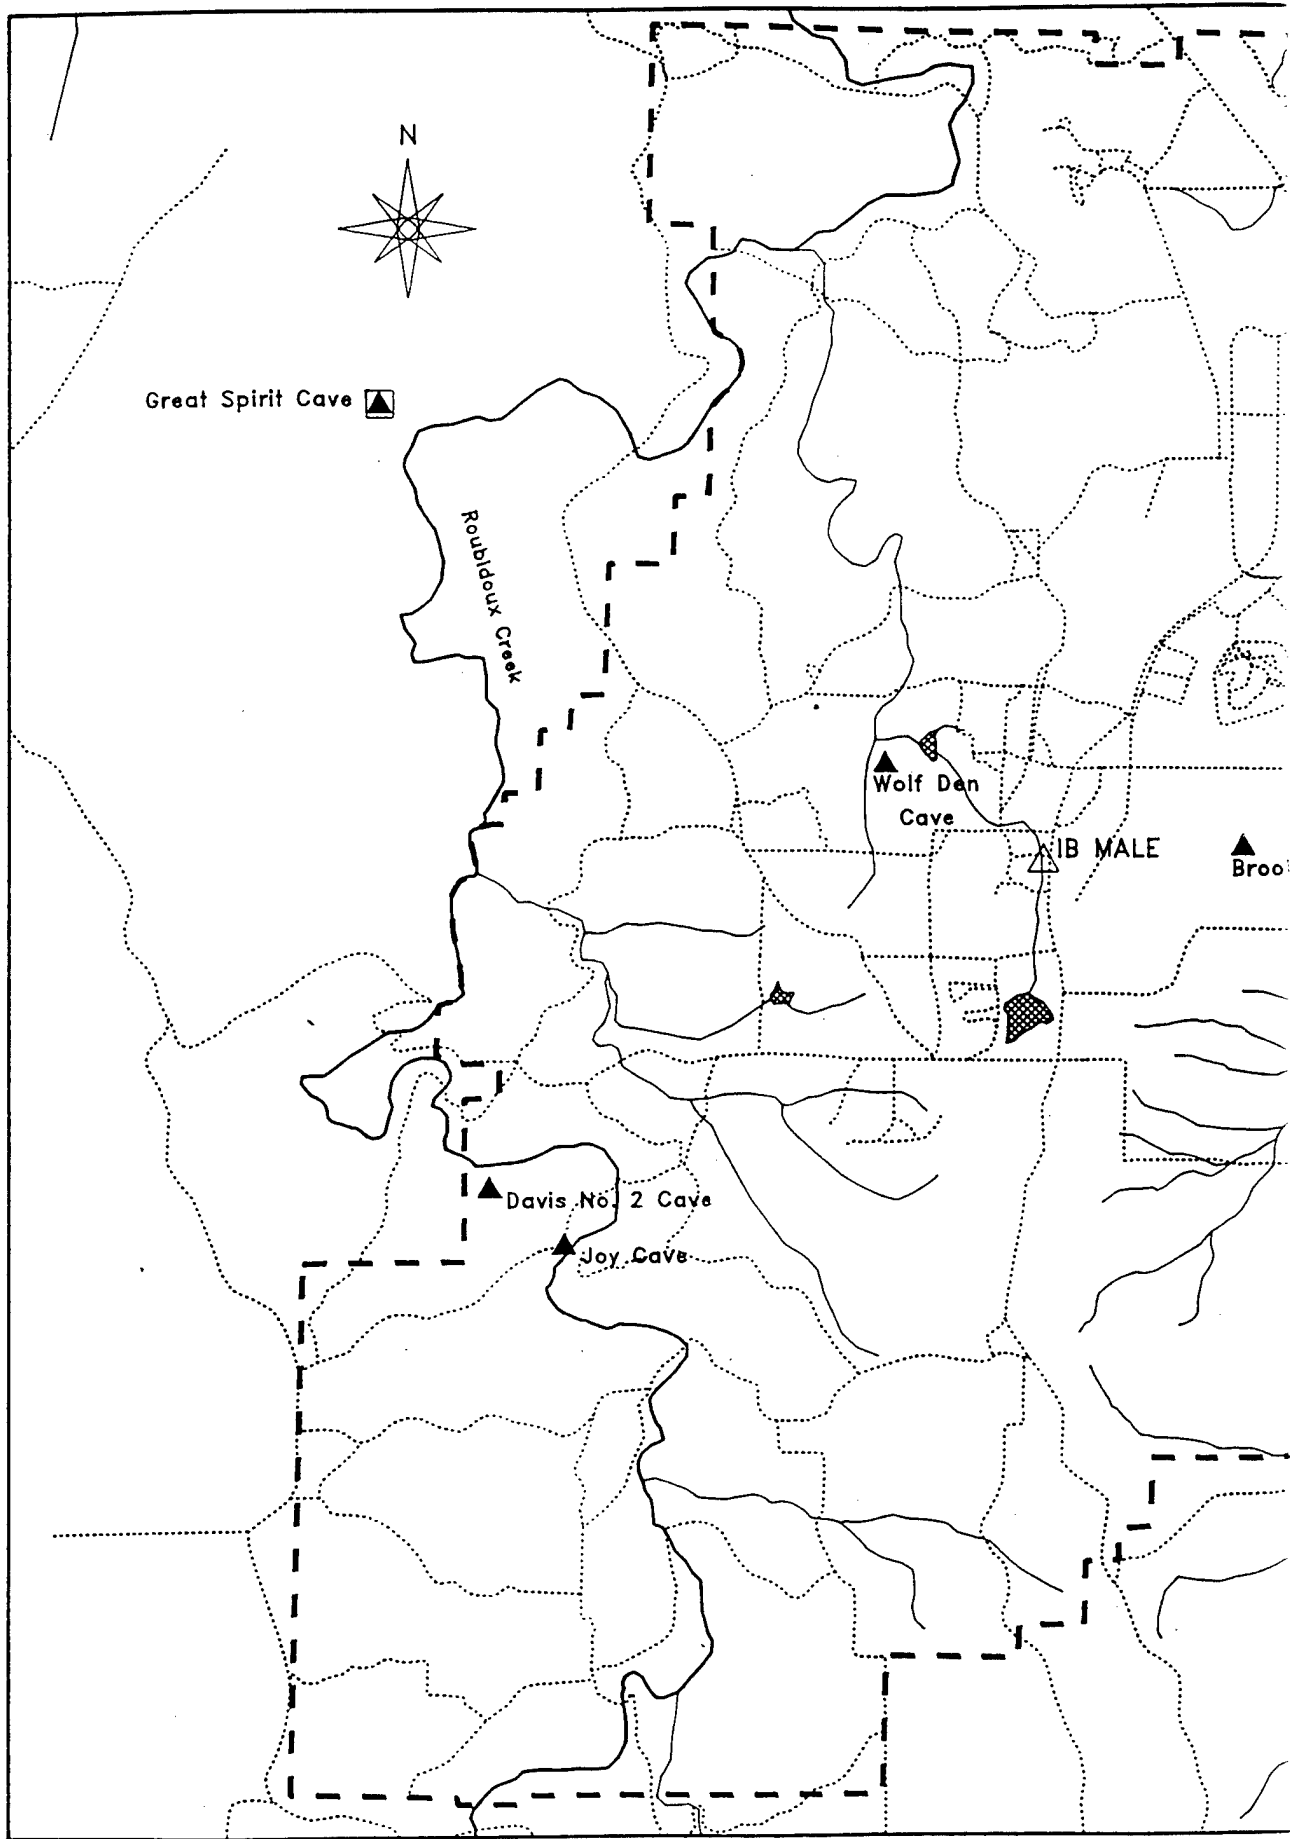 N
Great Spirit Cave
Roubidoux Creek
Wolf Den
Cave
IB MALE
Davis No. 2 Cave
Joy Cave